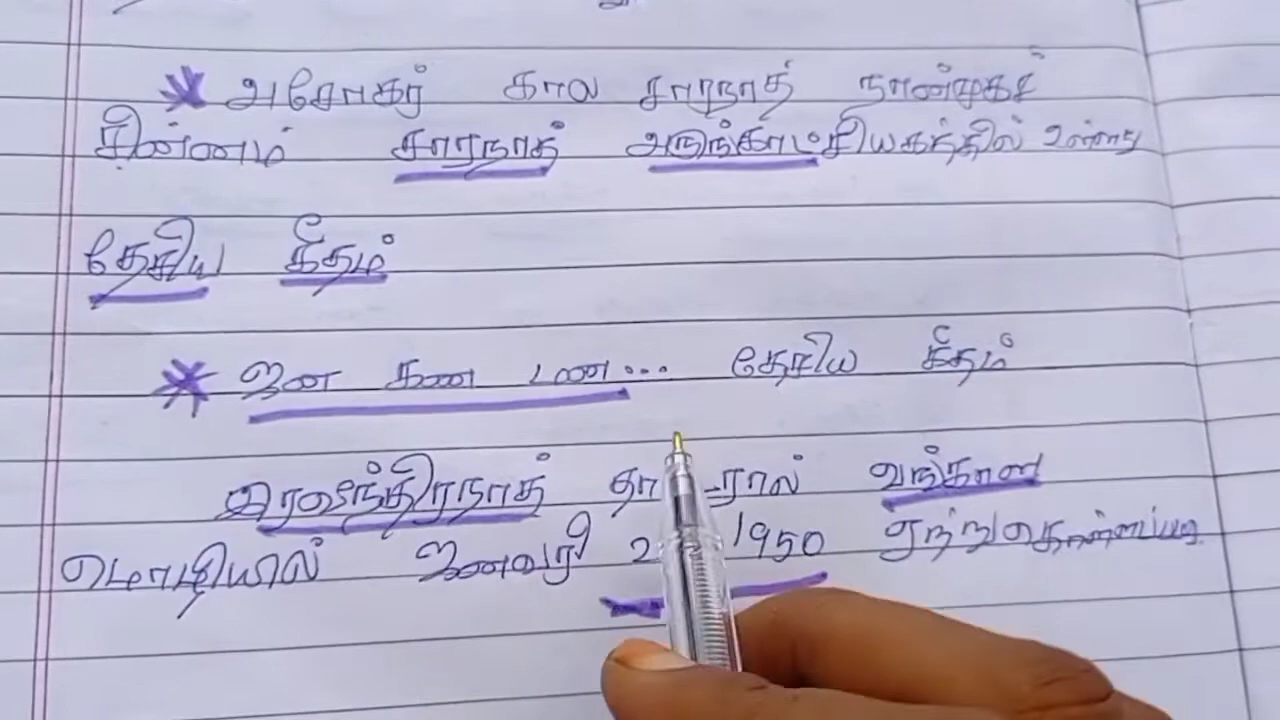 * அசோகர் கால சாரநாத் நான்முகச்
சின்னம் சாரநாத் அருங்காட்சியகத்தில் உள்ளது
தேசிய கீதம்
* ஜன கண மன... தேசிய கீதம்
இரவீந்திரநாத் வங்காள
மொழியில் ஜனவரி 1950 ஏற்றுகொள்ளப்பட